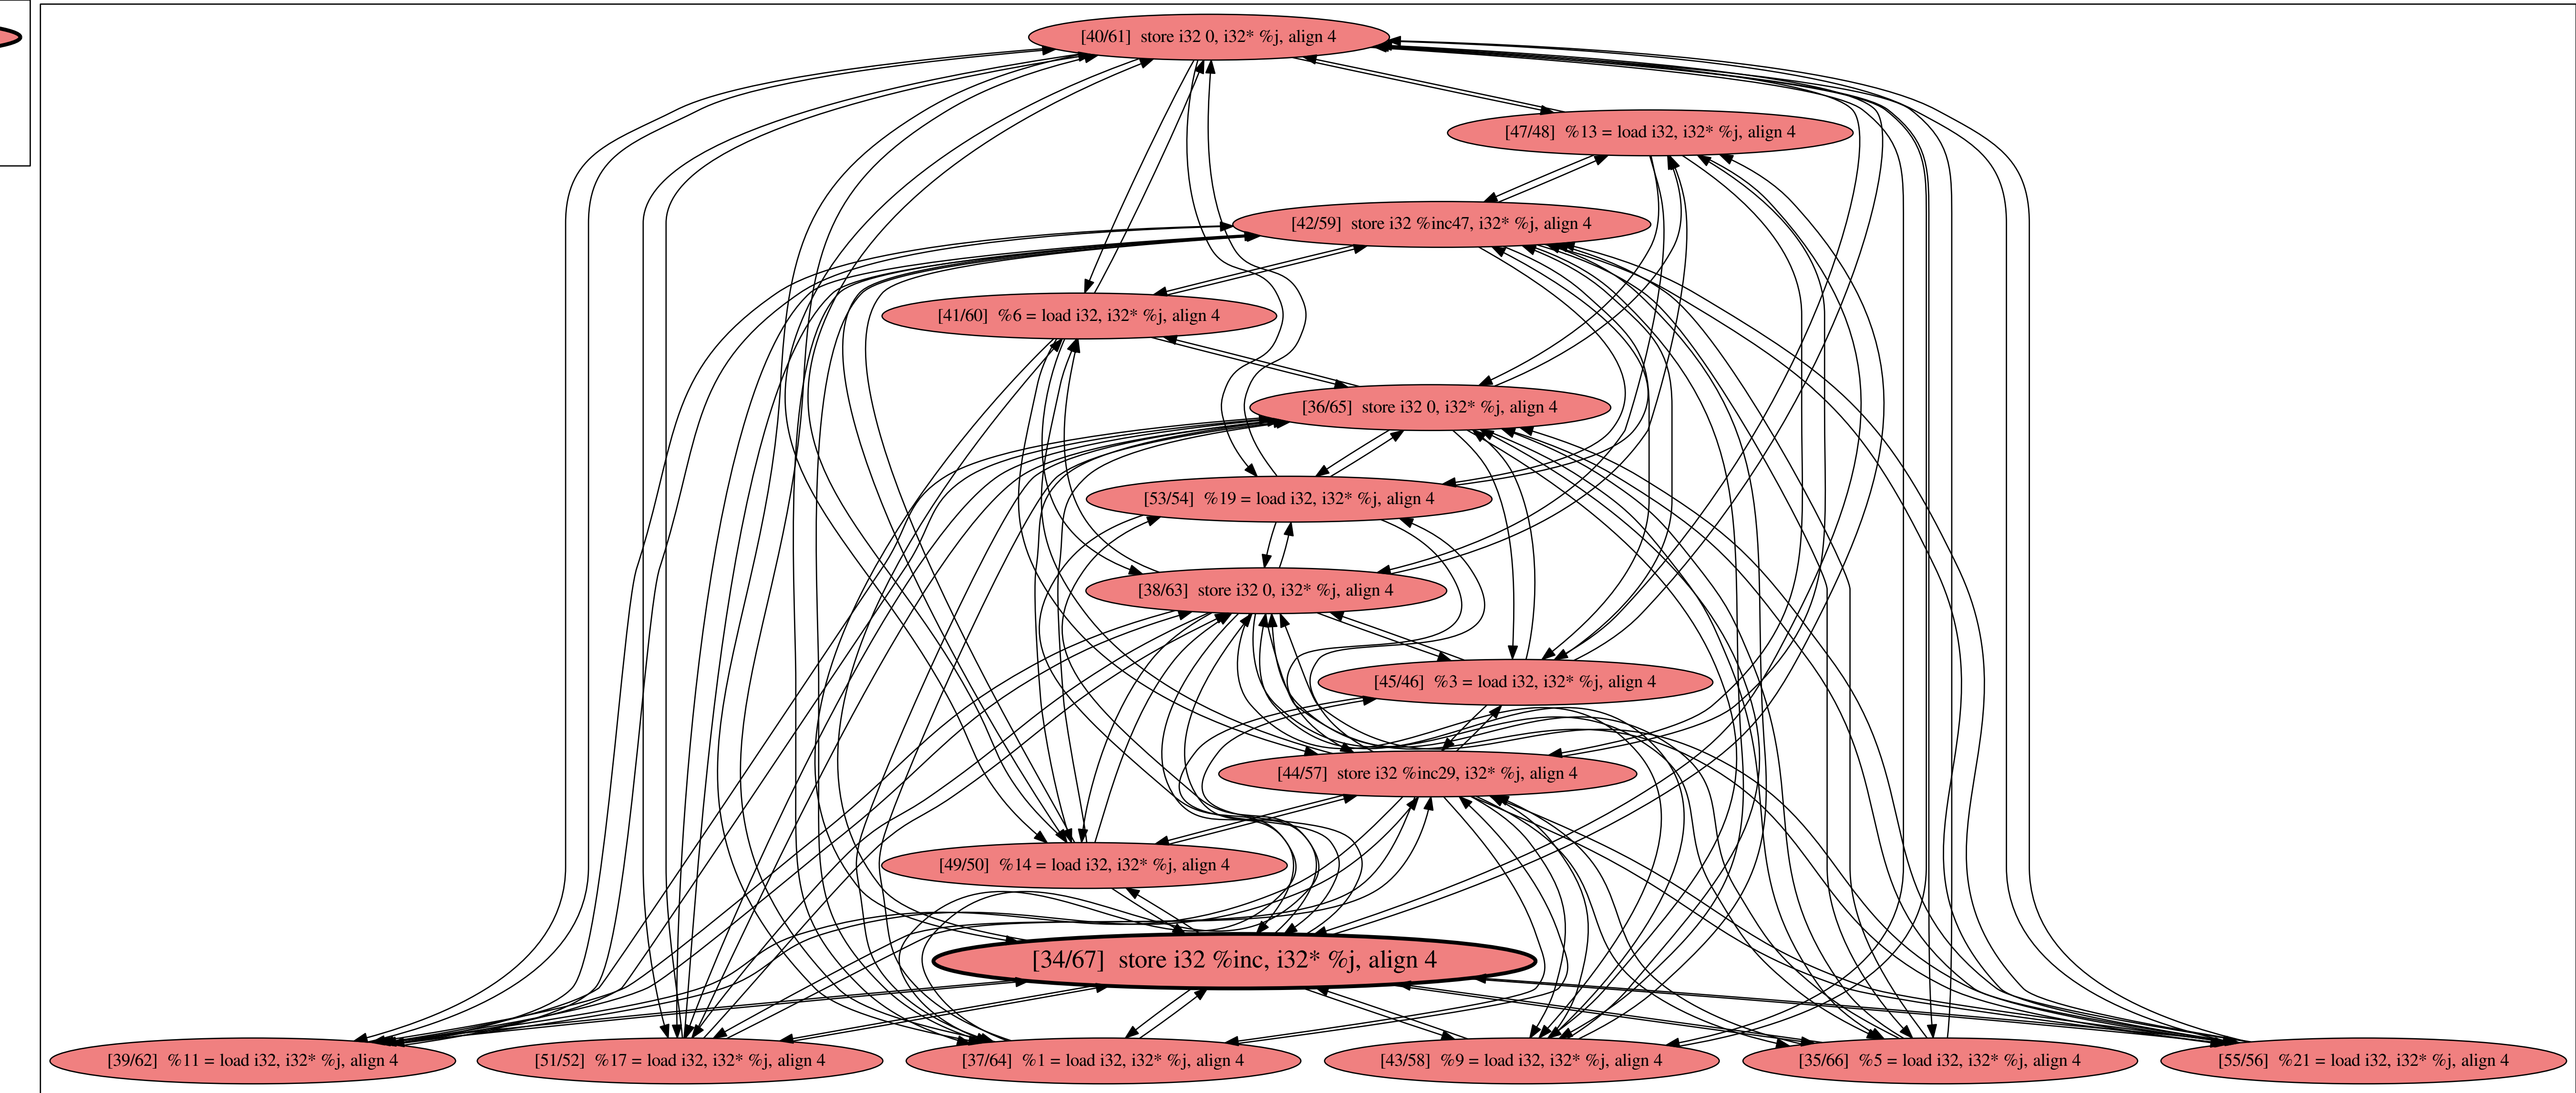 [40/61]  store i32 0, i32* %j, align 4
[47/48]  %13 = load i32, i32* %j, align 4
[42/59]  store i32 %inc47, i32* %j, align 4
[41/60]  %6 = load i32, i32* %j, align 4
[36/65]  store i32 0, i32* %j, align 4
[53/54]  %19 = load i32, i32* %j, align 4
[38/63]  store i32 0, i32* %j, align 4
[45/46]  %3 = load i32, i32* %j, align 4
[44/57]  store i32 %inc29, i32* %j, align 4
[49/50]  %14 = load i32, i32* %j, align 4
[34/67]  store i32 %inc, i32* %j, align 4
[39/62]  %11 = load i32, i32* %j, align 4
[51/52]  %17 = load i32, i32* %j, align 4
[37/64]  %1 = load i32, i32* %j, align 4
[43/58]  %9 = load i32, i32* %j, align 4
[35/66]  %5 = load i32, i32* %j, align 4
[55/56]  %21 = load i32, i32* %j, align 4